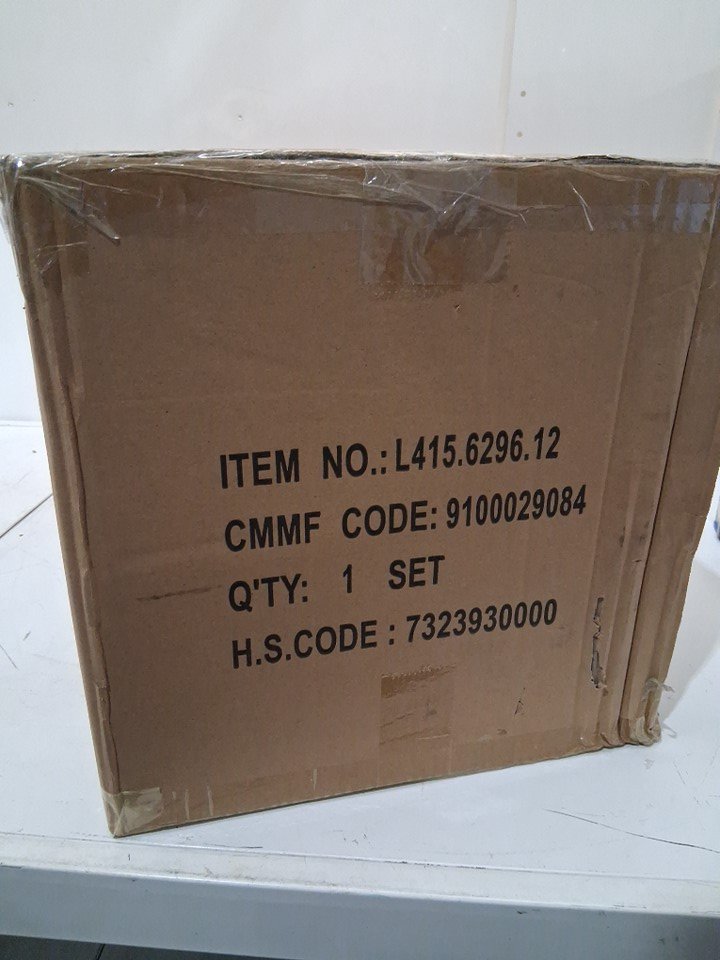 ITEM NO.: L415.6296.12
CMMF CODE: 9100029084
Q'TY: 1 SET
H.S.CODE : 7323930000